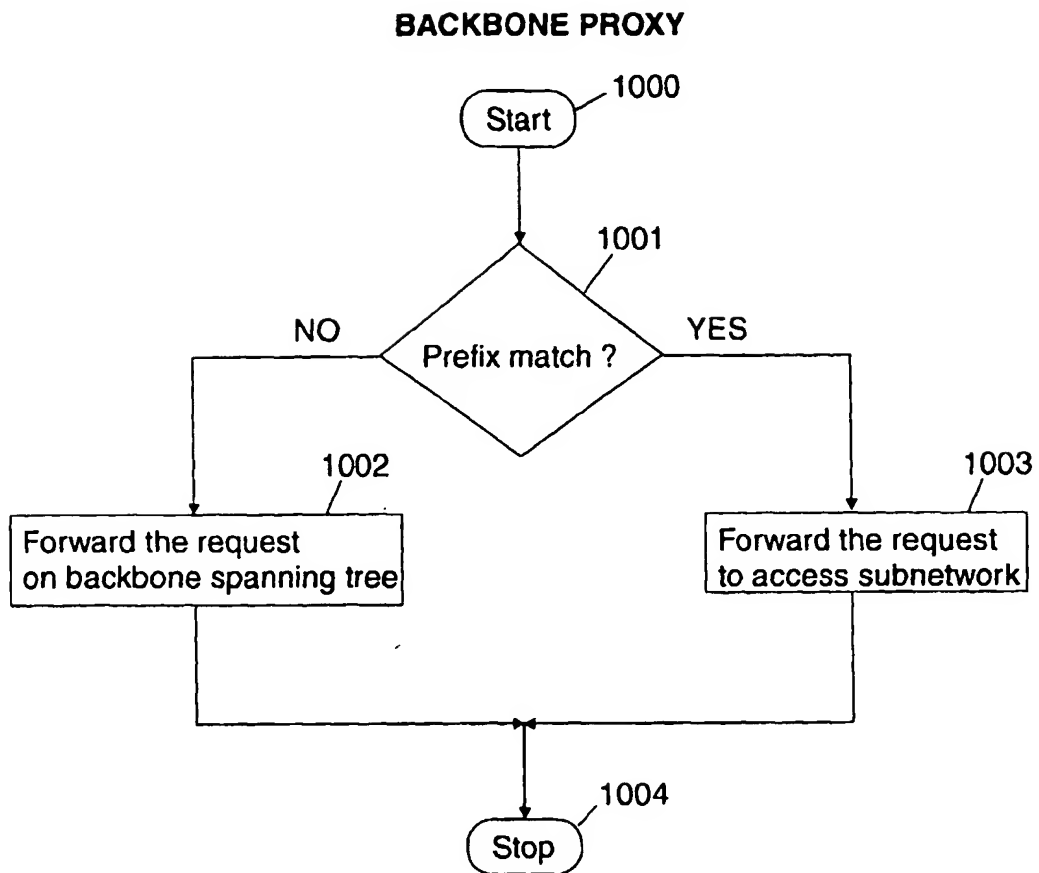 BACKBONE PROXY
1000
Start
1001
NO
YES
Prefix match ?
1002
1003
Forward the request
on backbone spanning tree
Forward the request
to access subnetwork
1004
Stop